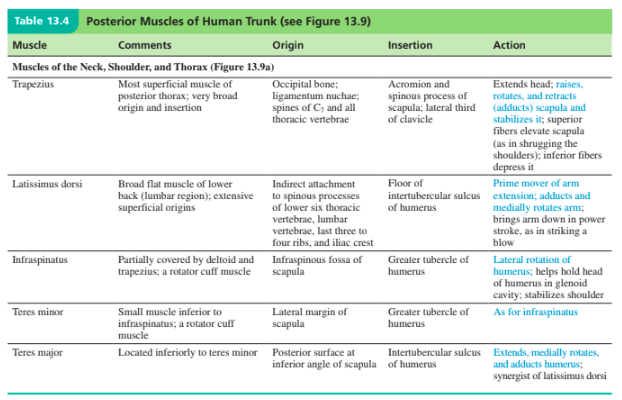 Table 13.4 Posterior Muscles of Human Trunk (see Figure 13.9)
Muscle Comments Origin Insertion Action
Muscles of the Neck, Shoulder, and Thorax (Figure 13.9a)
Trapezius Most superficial muscle of Occipital bone; Acromion and Extends head; raises,
posterior thorax; very broad ligamentum nuchae; spinous process of rotates, and retracts
origin and insertion spines of C7 and all scapula; lateral third (adducts) scapula and
thoracic vertebrae of clavicle stabilizes it; superior
fibers elevate scapula
(as in shrugging the
shoulders); inferior fibers
depress it
Latissimus dorsi Broad flat muscle of lower Indirect attachment Floor of Prime mover of arm
back (lumbar region); extensive to spinous processes intertubercular sulcus extension; adducts and
superficial origins of lower six thoracic of humerus medially rotates arm;
vertebrae, lumbar brings arm down in power
vertebrae, last three to stroke, as in striking a
four ribs, and iliac crest blow
Infraspinatus Partially covered by deltoid and Infraspinous fossa of Greater tubercle of Lateral rotation of
trapezius; a rotator cuff muscle scapula humerus humerus; helps hold head
of humerus in glenoid
cavity; stabilizes shoulder
Teres minor Small muscle inferior to Lateral margin of Greater tubercle of As for infraspinatus
infraspinatus; a rotator cuff scapula humerus
muscle
Teres major Located inferiorly to teres minor Posterior surface at Intertubercular sulcus Extends, medially rotates,
inferior angle of scapula of humerus and adducts humerus;
synergist of latissimus dorsi